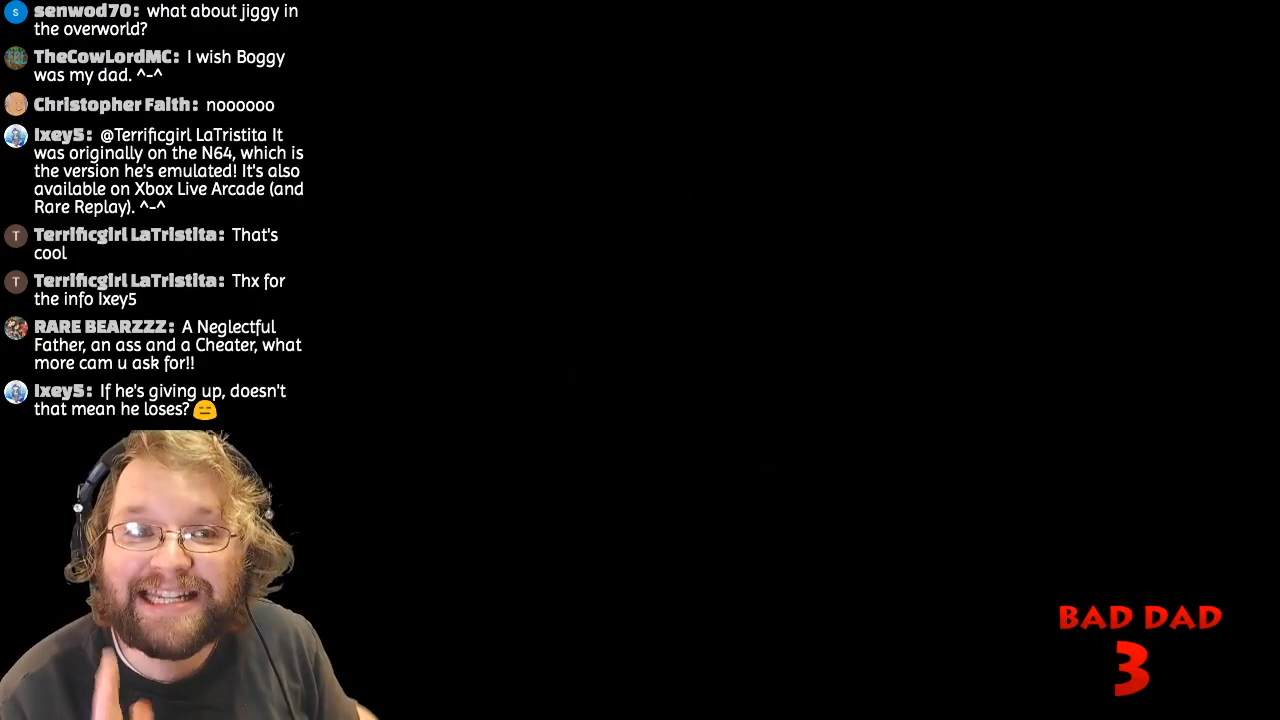 S senwod70: what about jiggy in
the overworld?
TheCowLordMC: I wish Boggy
was my dad. ^-^
Christopher Faith: noooooo
Ixey5: @Terrificgirl LaTristita It
was originally on the N64, which is
the version he's emulated! It's also
available on Xbox Live Arcade (and
Rare Replay). ^-^
T Terrificgirl LaTristita: That's
cool
T Terrificgirl LaTristita: Thx for
the info Ixey5
RARE BEARZZZ: A Neglectful
Father, an ass and a Cheater, what
more cam u ask for!!
Ixey5: If he's giving up, doesn't
that mean he loses?
BAD DAD
3